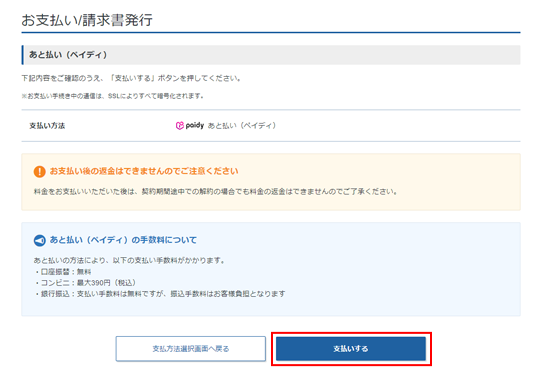 お支払い/請求書発行
あと払い（ペイディ）
下記内容をご確認のうえ、「支払いする」ボタンを押してください。
※お支払い手続き中の通信は、SSLによりすべて暗号化されます。
支払い方法 paidy あと払い（ペイディ）
お支払い後の返金はできませんのでご注意ください
料金をお支払いいただいた後は、契約期間途中での解約の場合でも料金の返金はできませんのでご了承ください。
あと払い（ペイディ）の手数料について
あと払いの方法により、以下の支払い手数料がかかります。
・口座振替：無料
・コンビニ：最大390円（税込）
・銀行振込：支払い手数料は無料ですが、振込手数料はお客様負担となります
支払方法選択画面へ戻る 支払いする